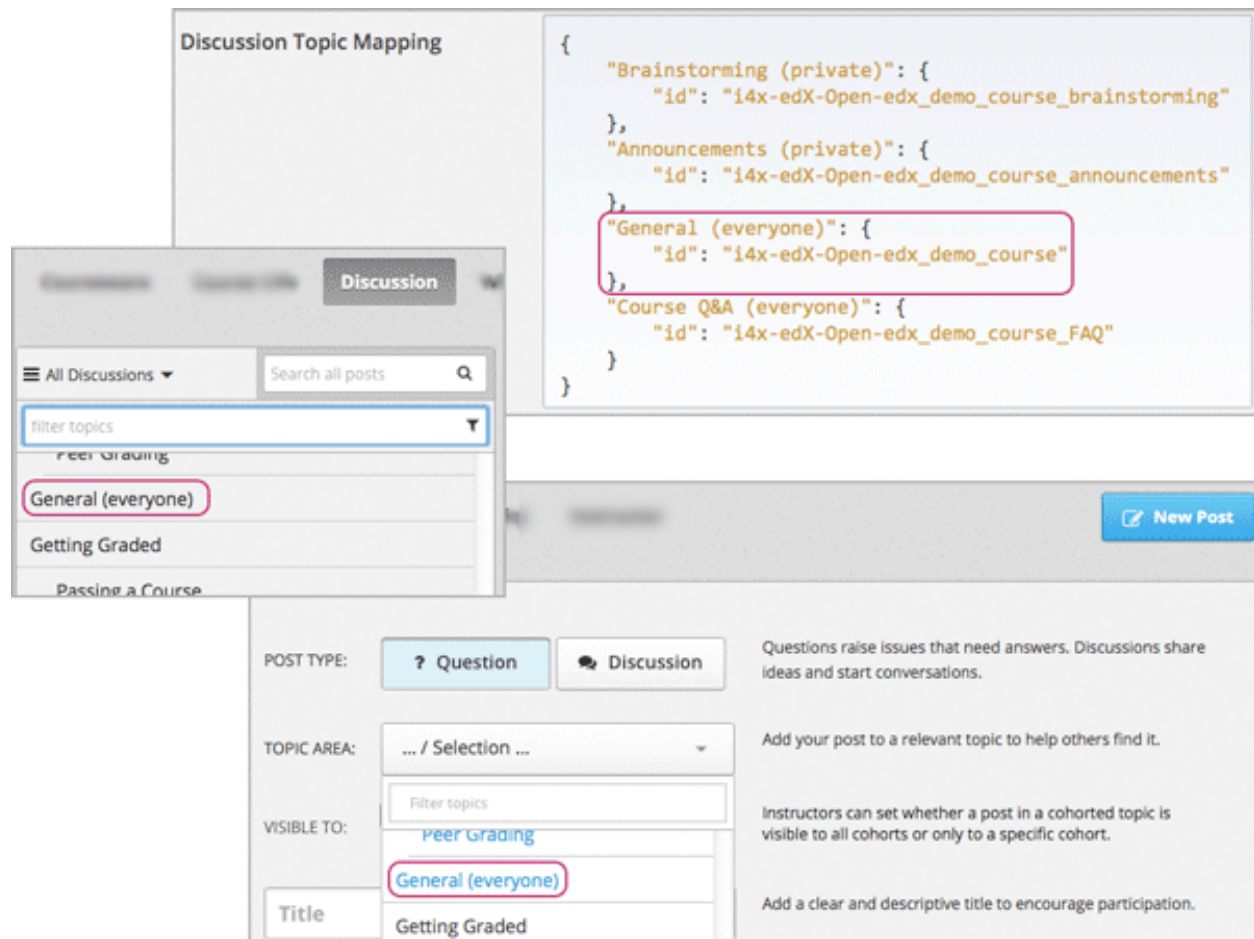 Discussion Topic Mapping
{
"Brainstorming (private)": {
"id": "i4x-edX-Open-edx_demo_course_brainstorming"
},
"Announcements (private)": {
"id": "i4x-edX-Open-edx_demo_course_announcements"
},
"General (everyone)": {
"id": "i4x-edX-Open-edx_demo_course"
},
"Course Q&A (everyone)": {
"id": "i4x-edX-Open-edx_demo_course_FAQ"
}
}
Discussion
All Discussions
Search all posts
filter topics
Peer Grading
General (everyone)
Getting Graded
Passing a Course
New Post
POST TYPE:
? Question
Discussion
Questions raise issues that need answers. Discussions share
ideas and start conversations.
TOPIC AREA:
... / Selection ...
Add your post to a relevant topic to help others find it.
Filter topics
VISIBLE TO:
Peer Grading
Instructors can set whether a post in a cohorted topic is
visible to all cohorts or only to a specific cohort.
General (everyone)
Title
Add a clear and descriptive title to encourage participation.
Getting Graded